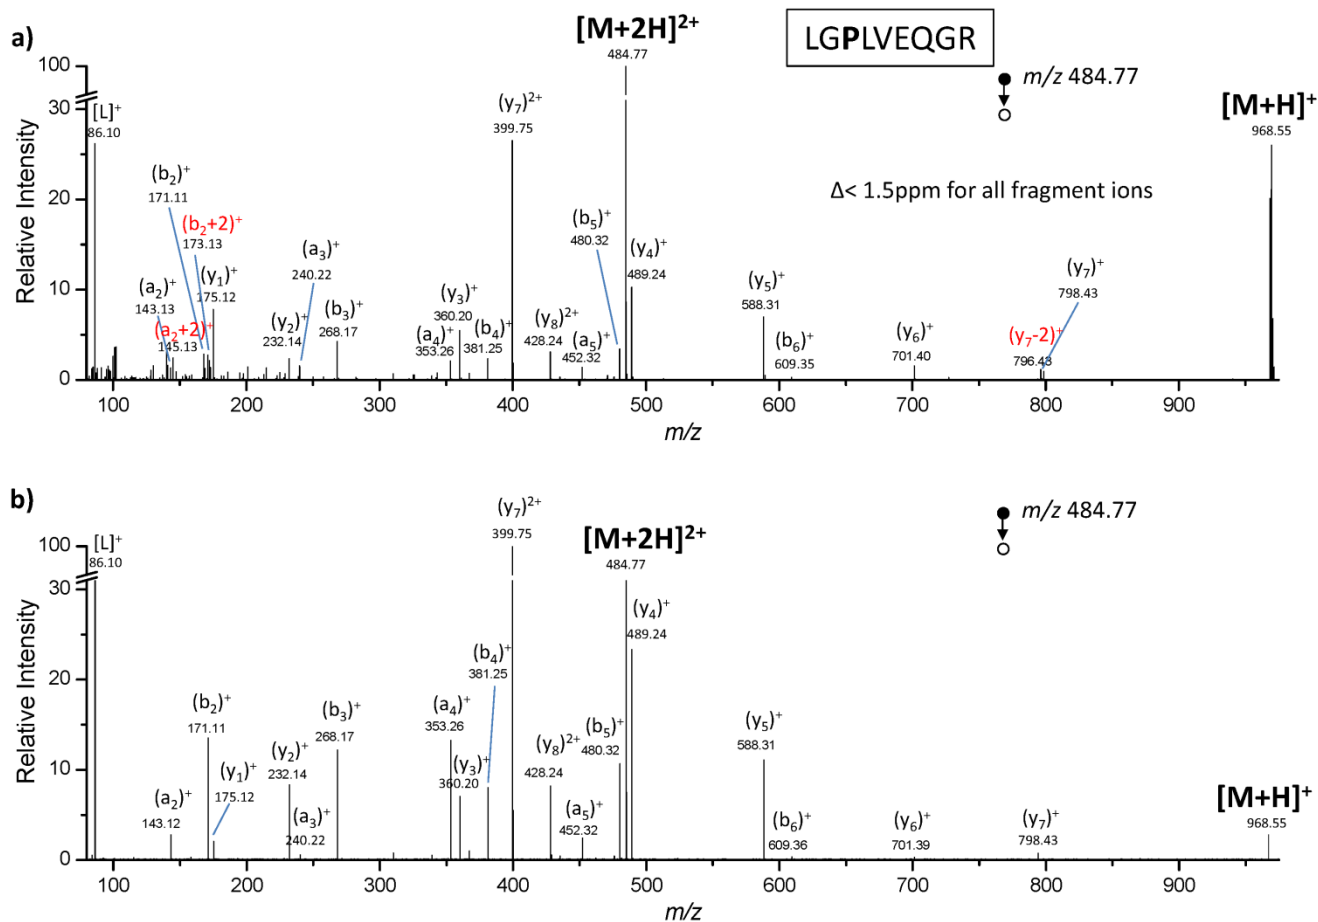 a)
[M+2H]²⁺
484.77
LGPLVEQGR
m/z 484.77
[M+H]⁺
968.55
Δ< 1.5ppm for all fragment ions
[L]⁺
86.10
(b₂)⁺
171.11
(b₂+2)⁺
173.13
(a₂)⁺
143.13
(y₁)⁺
175.12
(a₂+2)⁺
145.13
(y₂)⁺
232.14
(a₃)⁺
240.22
(b₃)⁺
268.17
(a₄)⁺
353.26
(y₃)⁺
360.20
(b₄)⁺
381.25
(y₇)²⁺
399.75
(y₈)²⁺
428.24
(a₅)⁺
452.32
(b₅)⁺
480.32
(y₄)⁺
489.24
(y₅)⁺
588.31
(b₆)⁺
609.35
(y₆)⁺
701.40
(y₇-2)⁺
796.43
(y₇)⁺
798.43
Relative Intensity
100
30
20
10
0
100 200 300 400 500 600 700 800 900
m/z
b)
[L]⁺
86.10
(y₇)²⁺
399.75
[M+2H]²⁺
484.77
m/z 484.77
(a₂)⁺
143.12
(b₂)⁺
171.11
(y₁)⁺
175.12
(y₂)⁺
232.14
(a₃)⁺
240.22
(b₃)⁺
268.17
(a₄)⁺
353.26
(y₃)⁺
360.20
(b₄)⁺
381.25
(y₈)²⁺
428.24
(a₅)⁺
452.32
(b₅)⁺
480.32
(y₄)⁺
489.24
(y₅)⁺
588.31
(b₆)⁺
609.36
(y₆)⁺
701.39
(y₇)⁺
798.43
[M+H]⁺
968.55
Relative Intensity
100
30
20
10
0
100 200 300 400 500 600 700 800 900
m/z